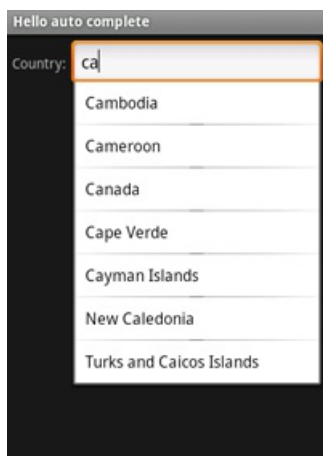 Hello auto complete
Country: ca
Cambodia
Cameroon
Canada
Cape Verde
Cayman Islands
New Caledonia
Turks and Caicos Islands